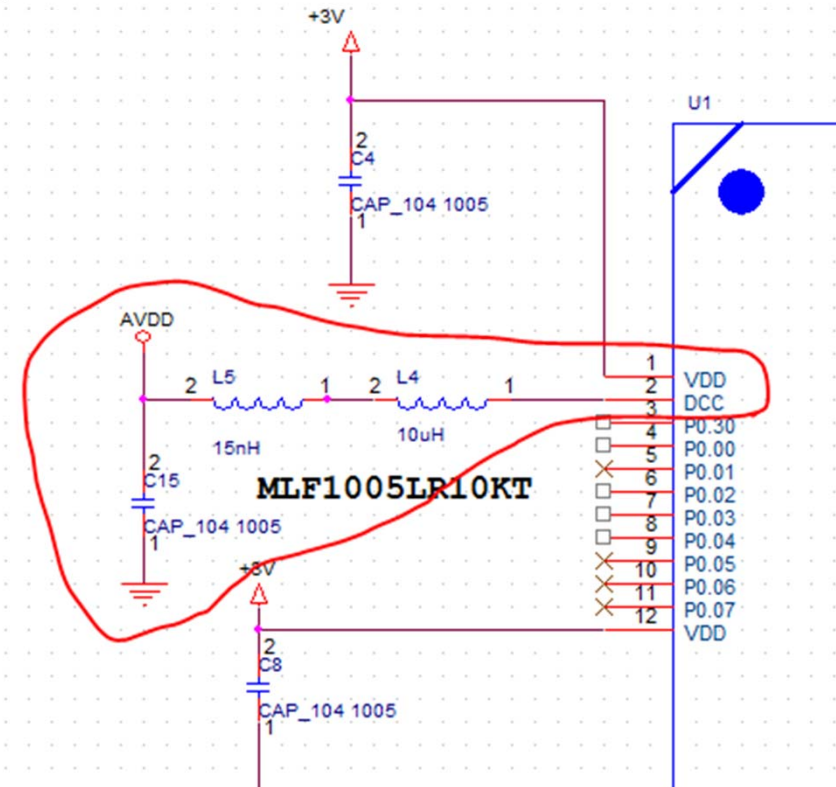 +3V
U1
2
C4
CAP_104 1005
1
AVDD
2 L5 1 2 L4 1
15nH 10uH
MLF1005LR10KT
2
C15
CAP_104 1005
1
1 VDD
2 DCC
3 P0.30
4 P0.00
5 P0.01
6 P0.02
7 P0.03
8 P0.04
9 P0.05
10 P0.06
11 P0.07
12 VDD
+3V
2
C8
CAP_104 1005
1